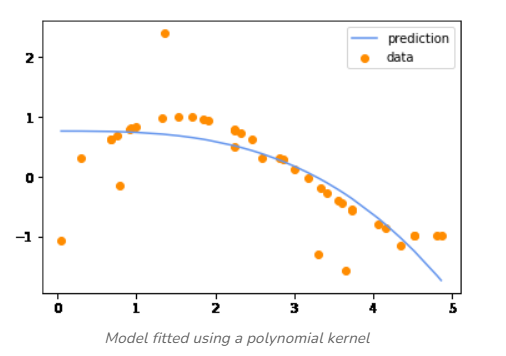 prediction
data
2
1
0
−1
0 1 2 3 4 5
Model fitted using a polynomial kernel